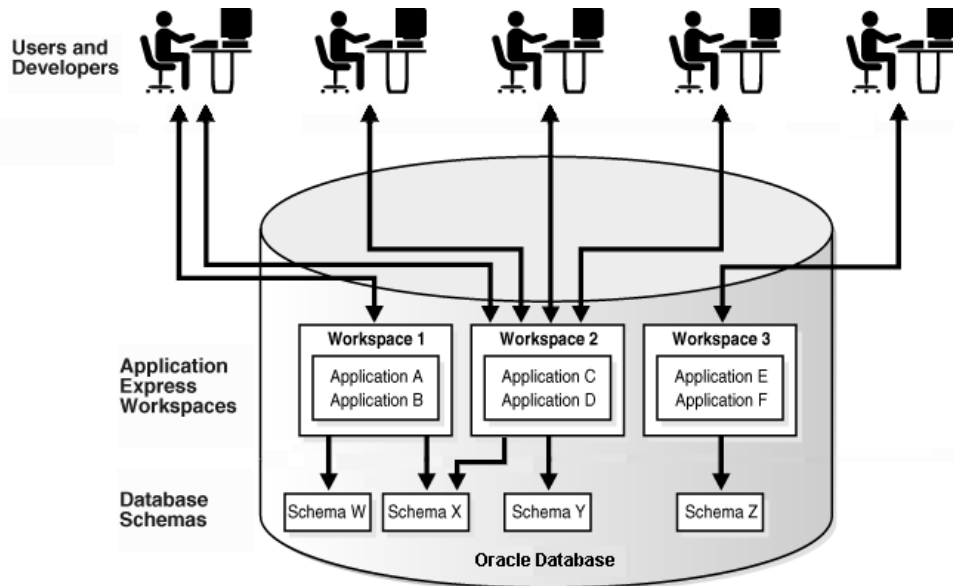 Users and
Developers
Workspace 1
Workspace 2
Workspace 3
Application
Express
Workspaces
Application A
Application B
Application C
Application D
Application E
Application F
Database
Schemas
Schema W
Schema X
Schema Y
Schema Z
Oracle Database